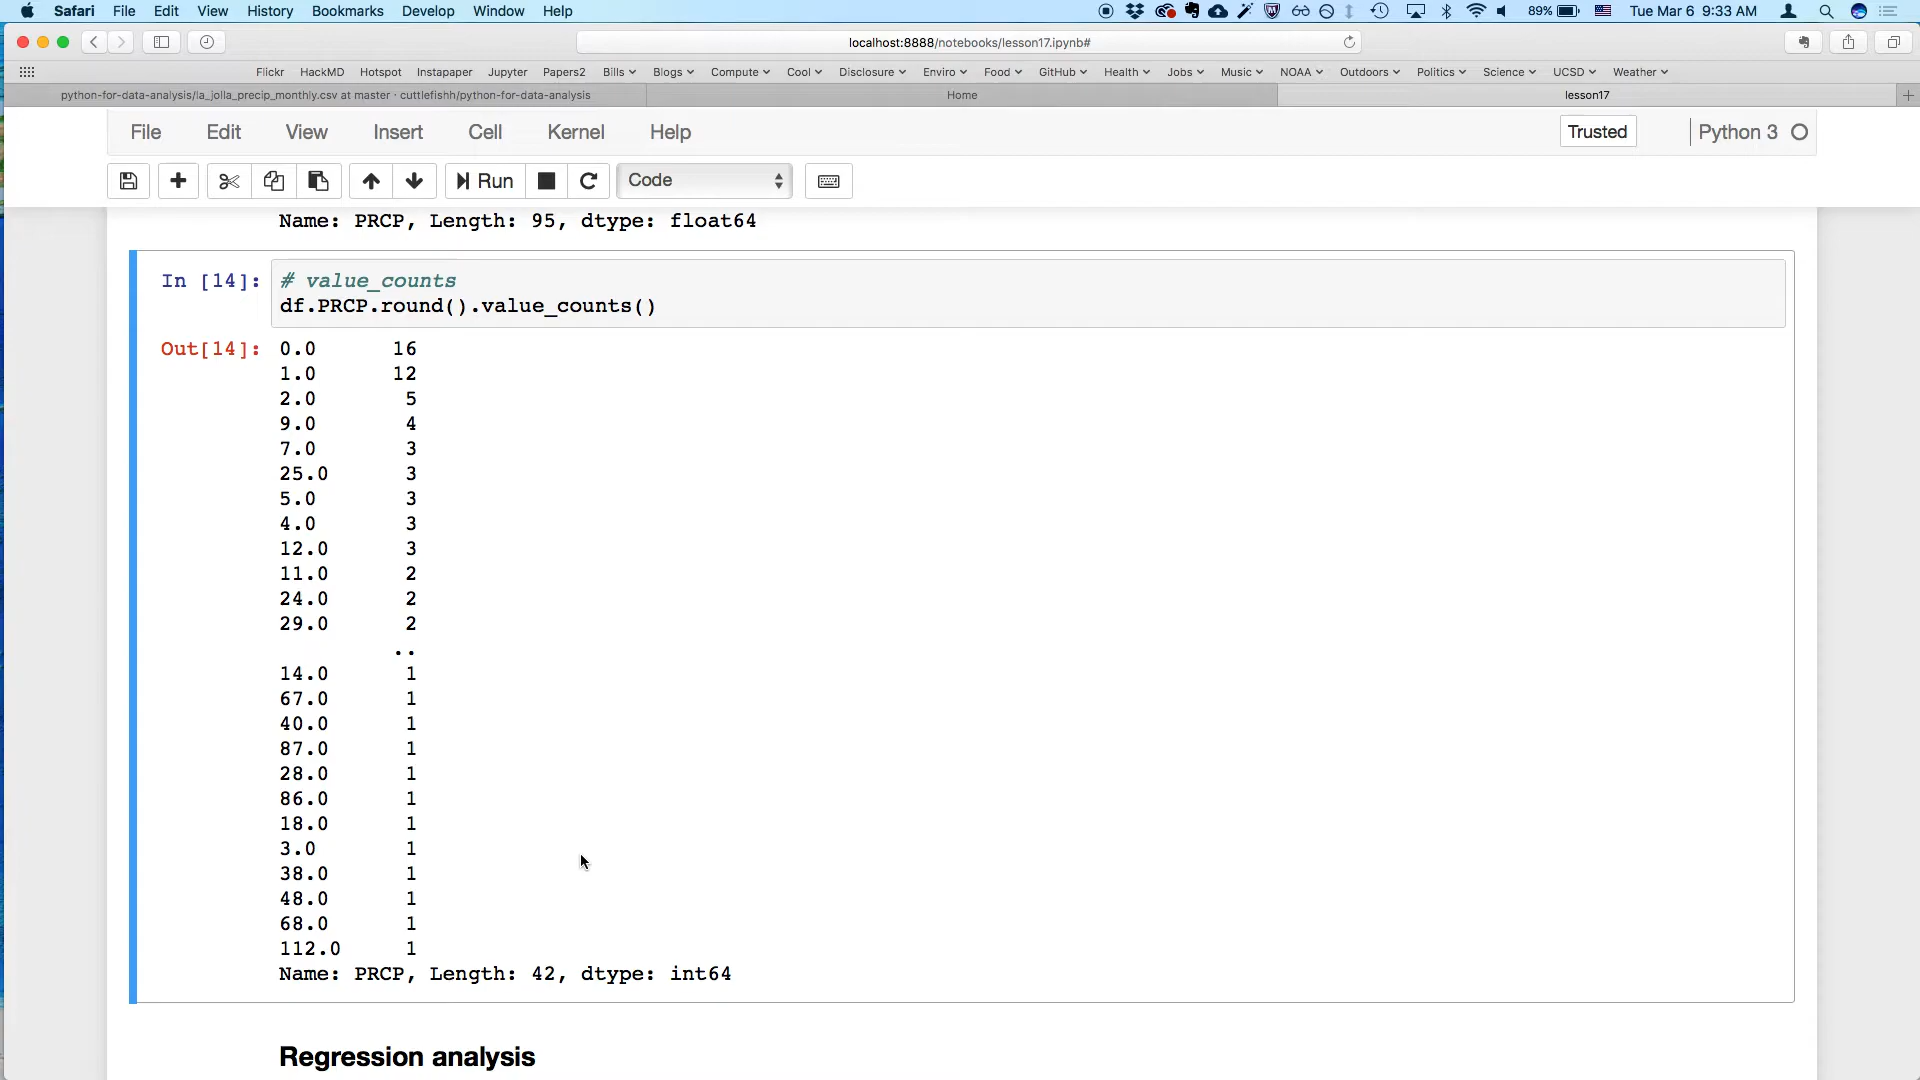 Safari File Edit View History Bookmarks Develop Window Help 89% Tue Mar 6 9:33 AM
localhost:8888/notebooks/lesson17.ipynb#
Flickr HackMD Hotspot Instapaper Jupyter Papers2 Bills Blogs Compute Cool Disclosure Enviro Food GitHub Health Jobs Music NOAA Outdoors Politics Science UCSD Weather
python-for-data-analysis/la_jolla_precip_monthly.csv at master · cuttlefishh/python-for-data-analysis Home lesson17
File Edit View Insert Cell Kernel Help Trusted Python 3
Run Code
Name: PRCP, Length: 95, dtype: float64
In [14]: # value_counts
df.PRCP.round().value_counts()
Out[14]: 0.0 16
1.0 12
2.0 5
9.0 4
7.0 3
25.0 3
5.0 3
4.0 3
12.0 3
11.0 2
24.0 2
29.0 2
..
14.0 1
67.0 1
40.0 1
87.0 1
28.0 1
86.0 1
18.0 1
3.0 1
38.0 1
48.0 1
68.0 1
112.0 1
Name: PRCP, Length: 42, dtype: int64
Regression analysis